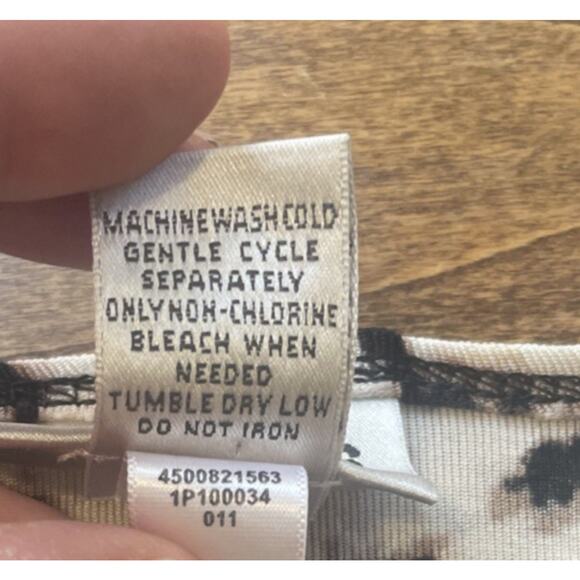 MACHINE WASH COLD
GENTLE CYCLE
SEPARATELY
ONLY NON-CHLORINE
BLEACH WHEN
NEEDED
TUMBLE DRY LOW
DO NOT IRON
4500821563
1P100034
011